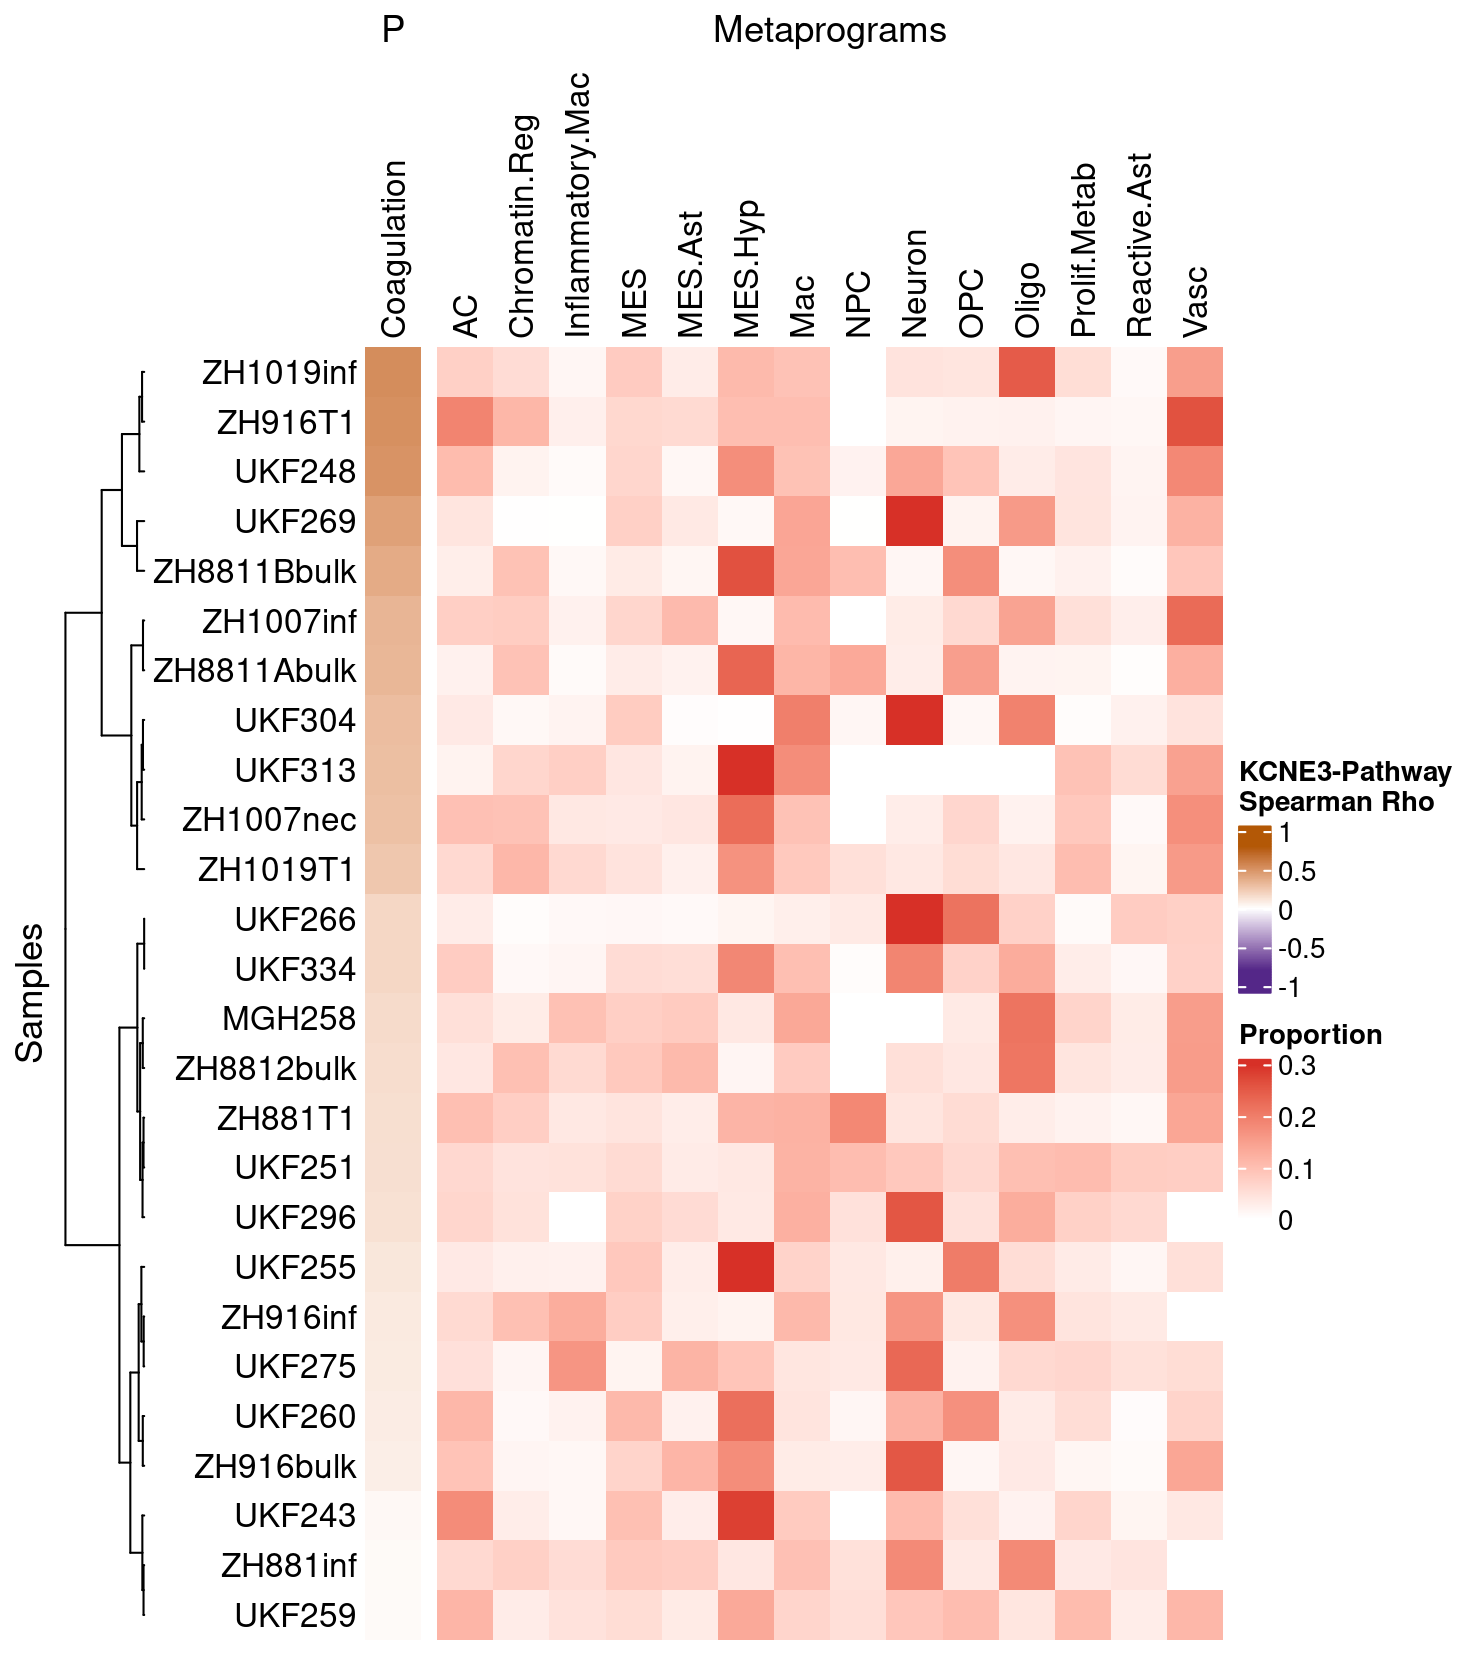 P
Metaprograms
Coagulation
AC
Chromatin.Reg
Inflammatory.Mac
MES
MES.Ast
MES.Hyp
Mac
NPC
Neuron
OPC
Oligo
Prolif.Metab
Reactive.Ast
Vasc
Samples
ZH1019inf
ZH916T1
UKF248
UKF269
ZH8811Bbulk
ZH1007inf
ZH8811Abulk
UKF304
UKF313
ZH1007nec
ZH1019T1
UKF266
UKF334
MGH258
ZH8812bulk
ZH881T1
UKF251
UKF296
UKF255
ZH916inf
UKF275
UKF260
ZH916bulk
UKF243
ZH881inf
UKF259
KCNE3-Pathway
Spearman Rho
1
0.5
0
-0.5
-1
Proportion
0.3
0.2
0.1
0